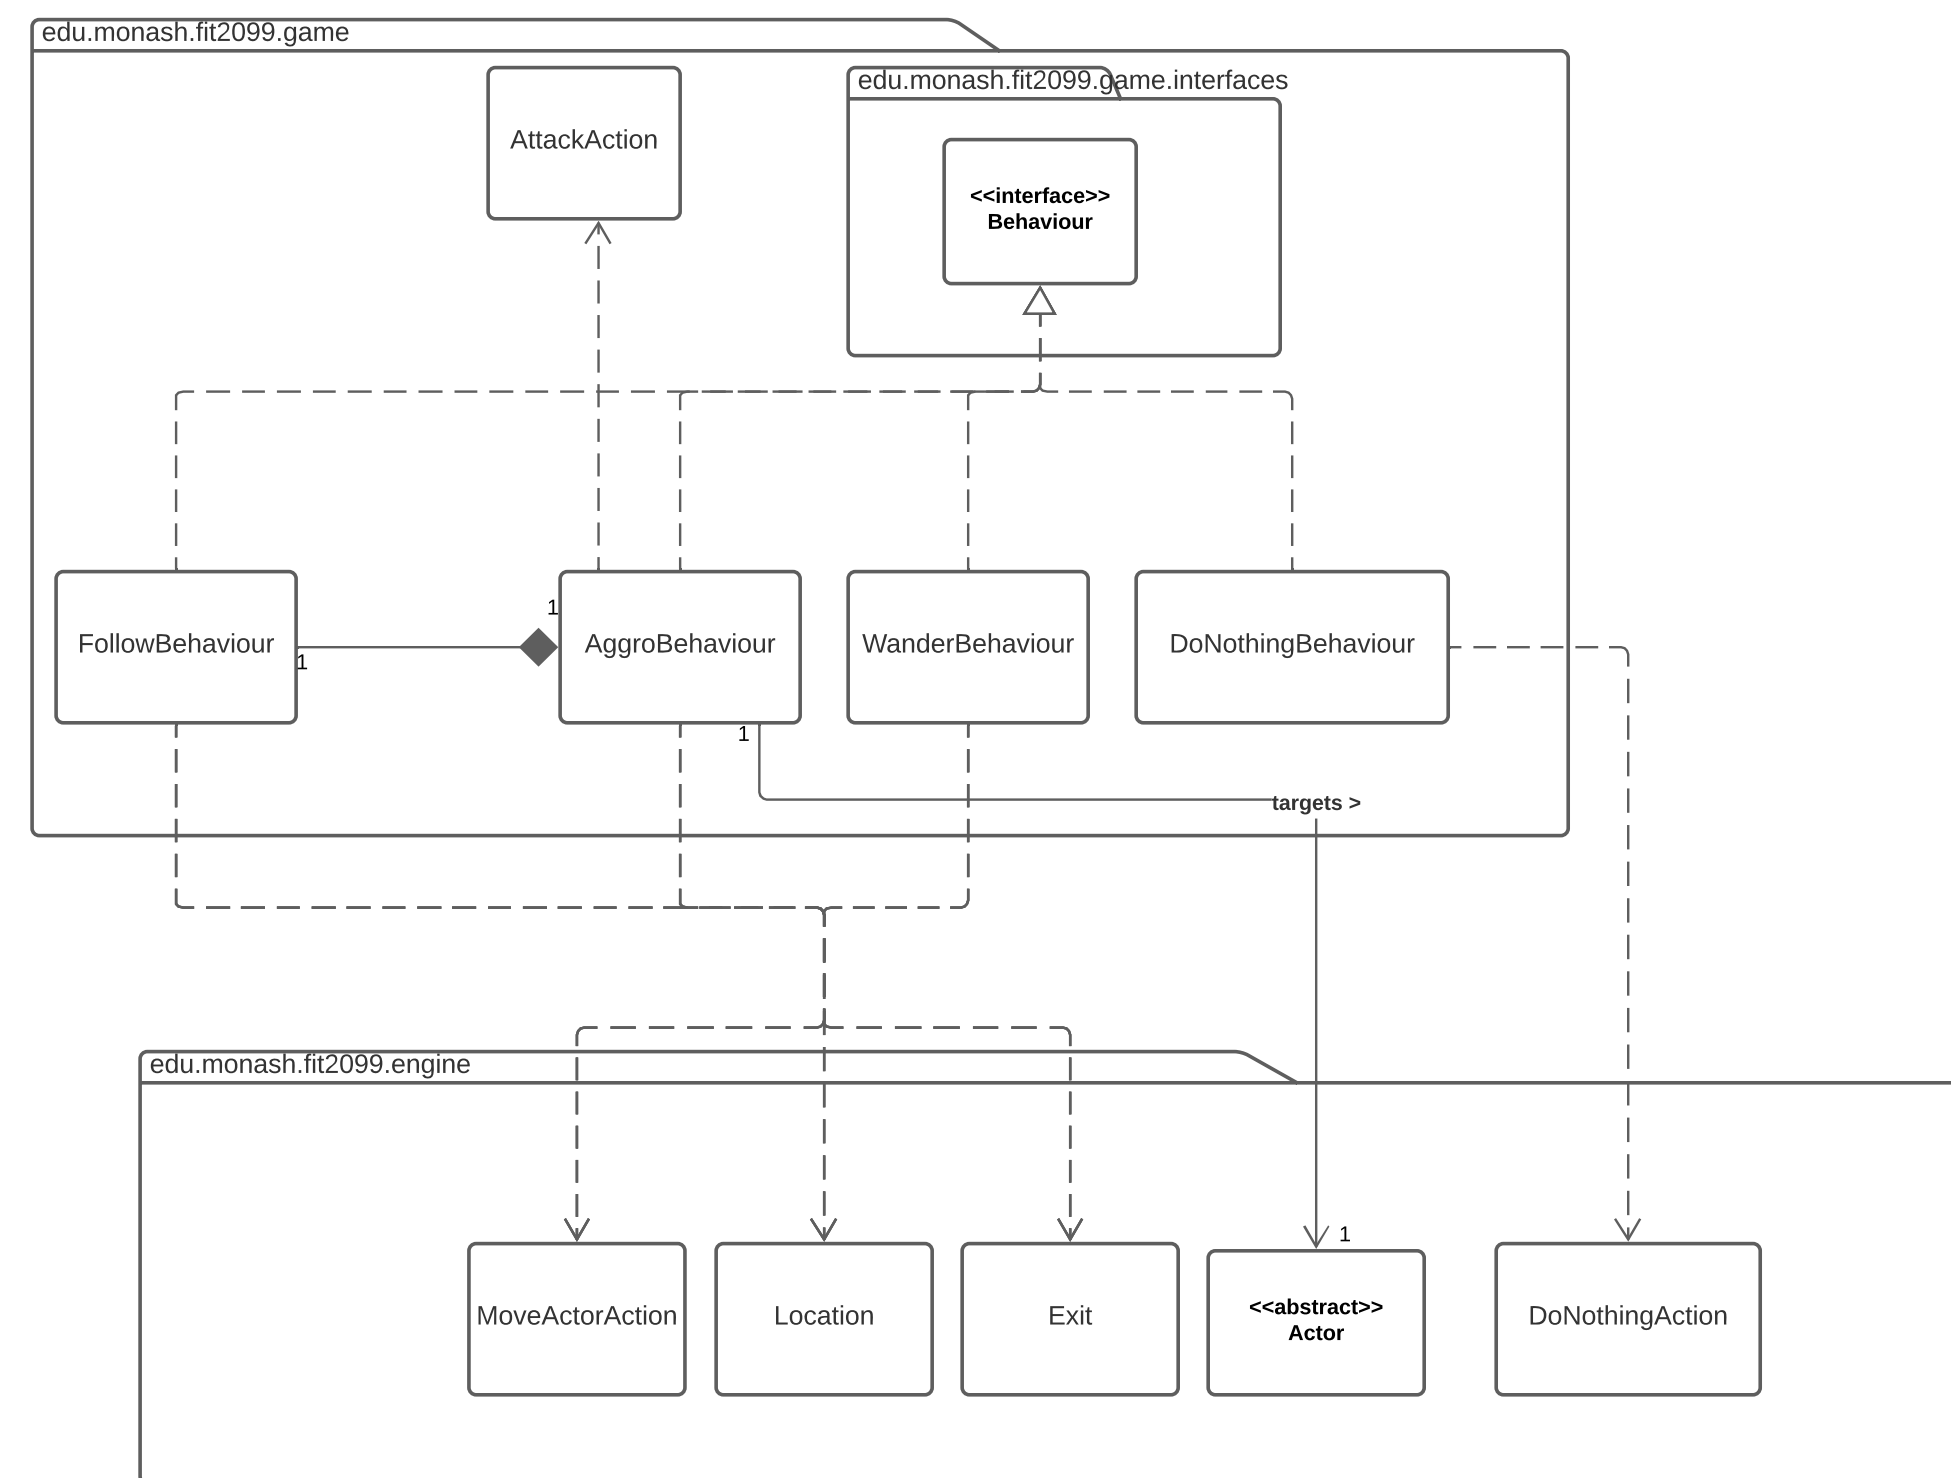 edu.monash.fit2099.game
edu.monash.fit2099.game.interfaces
AttackAction
<<interface>>
Behaviour
1
FollowBehaviour
AggroBehaviour
WanderBehaviour
DoNothingBehaviour
1
1
targets >
edu.monash.fit2099.engine
1
MoveActorAction
Location
Exit
<<abstract>>
Actor
DoNothingAction